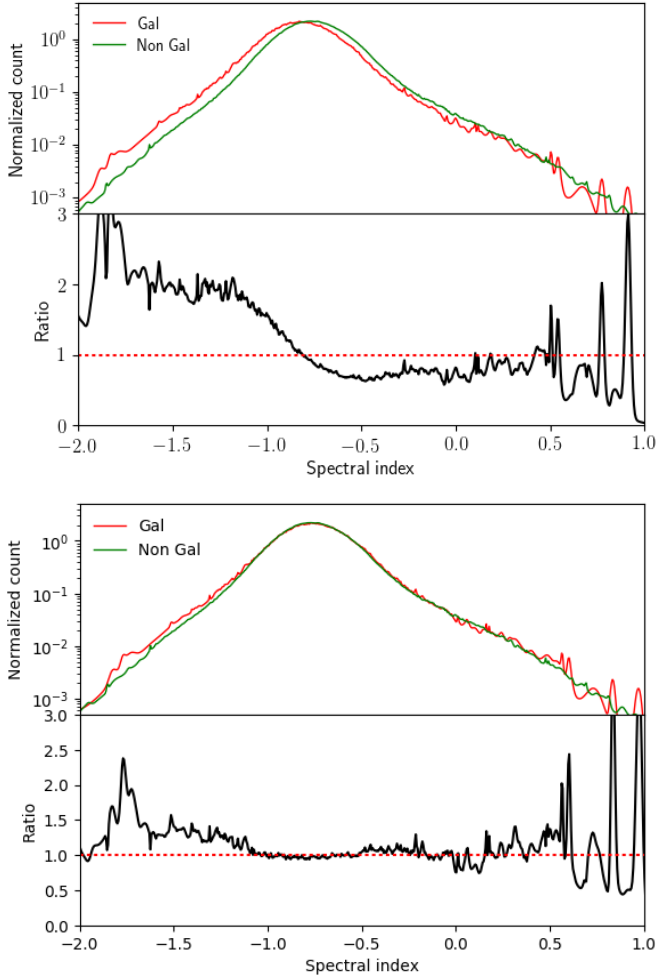 Gal
Non Gal
Normalized count
10^0
10^−1
10^−2
10^−3
Ratio
3
2
1
0
−2.0 −1.5 −1.0 −0.5 0.0 0.5 1.0
Spectral index
Gal
Non Gal
Normalized count
10^0
10^−1
10^−2
10^−3
Ratio
3.0
2.5
2.0
1.5
1.0
0.5
0.0
−2.0 −1.5 −1.0 −0.5 0.0 0.5 1.0
Spectral index